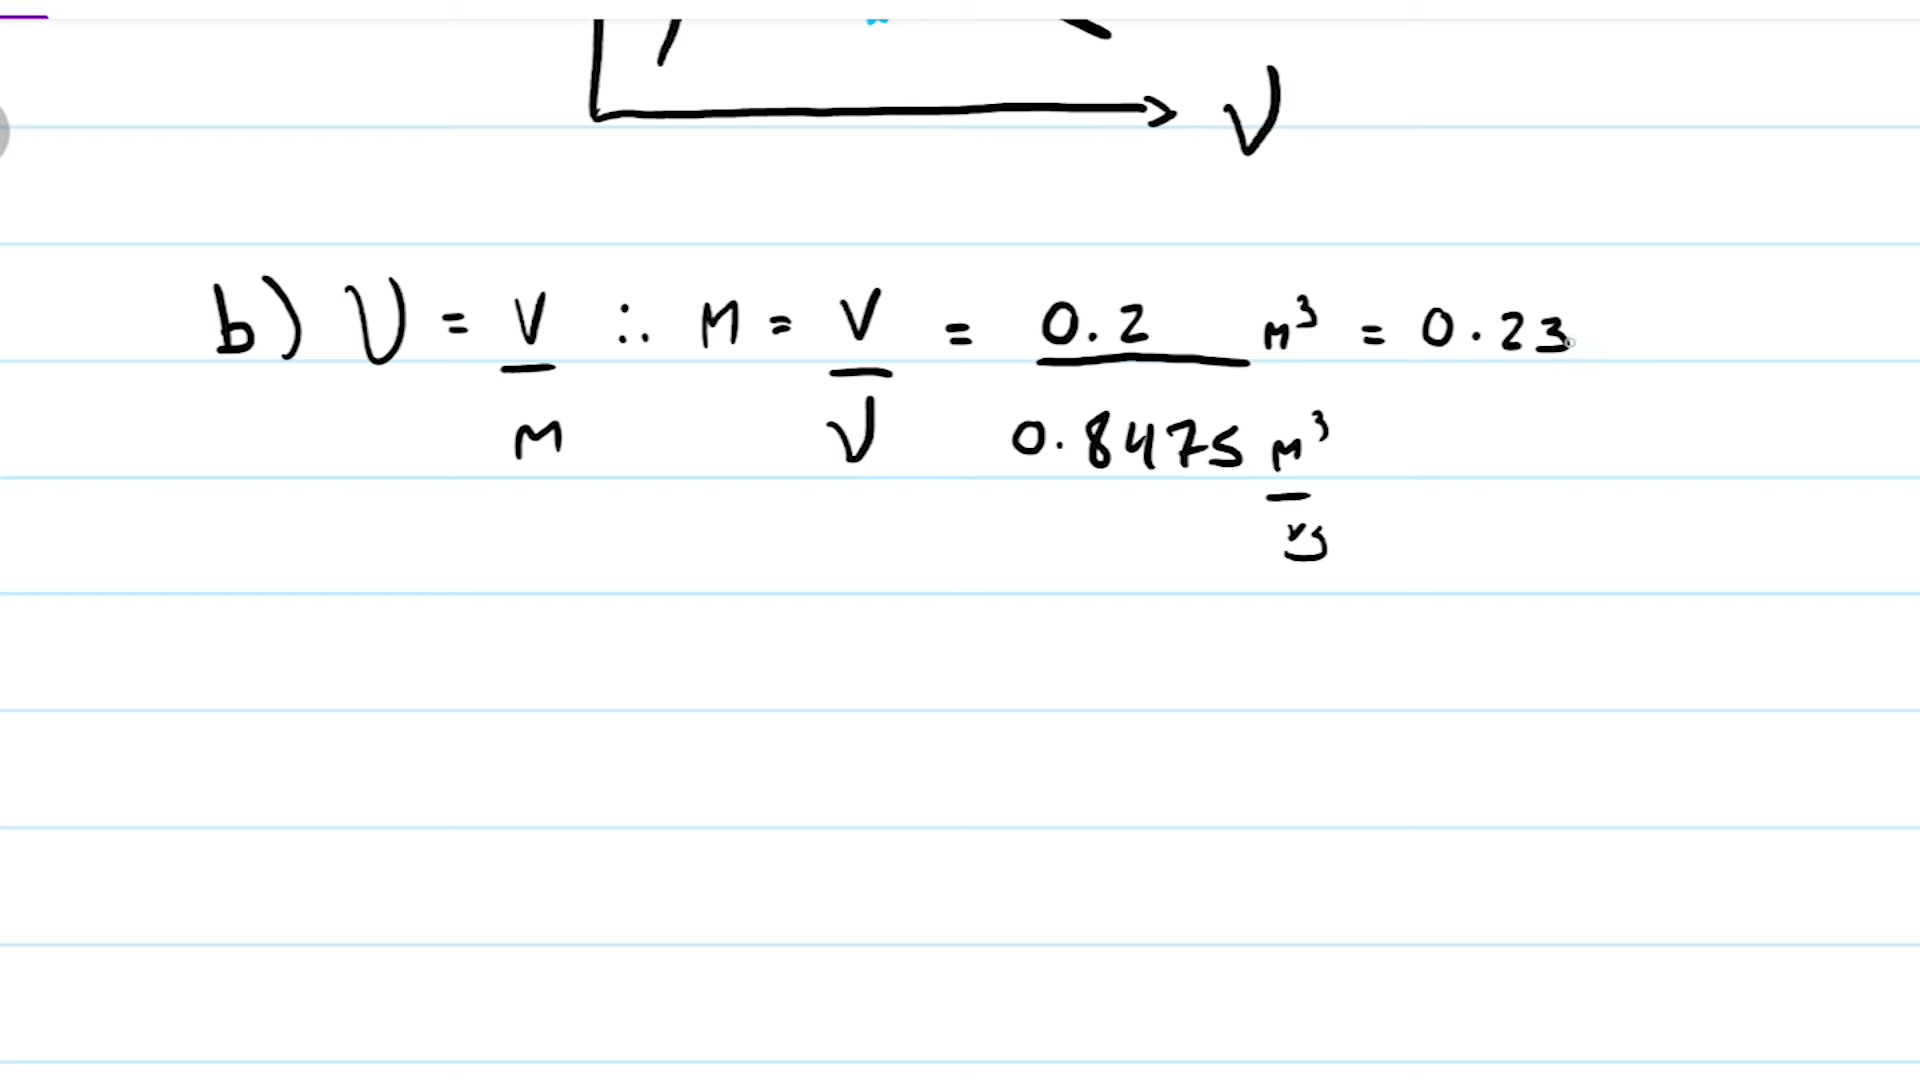 ν
b) ν = V/m ∴ m = V/ν = 0.2 m³ / 0.8475 m³/kg = 0.23